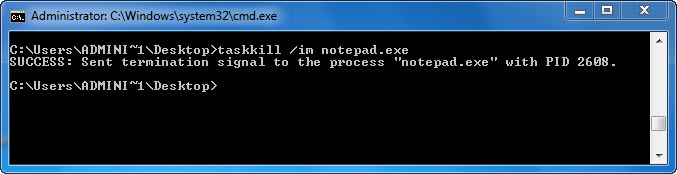 Administrator: C:\Windows\system32\cmd.exe
C:\Users\ADMINI~1\Desktop>taskkill /im notepad.exe
SUCCESS: Sent termination signal to the process "notepad.exe" with PID 2608.
C:\Users\ADMINI~1\Desktop>